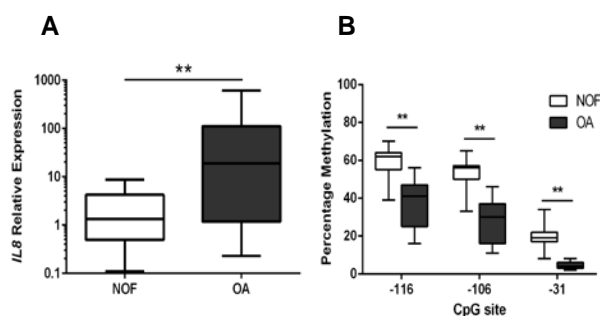 A
**
1000
100
10
1
0.1
IL8 Relative Expression
NOF
OA
B
100
80
60
40
20
0
Percentage Methylation
**
**
**
NOF
OA
-116
-106
-31
CpG site